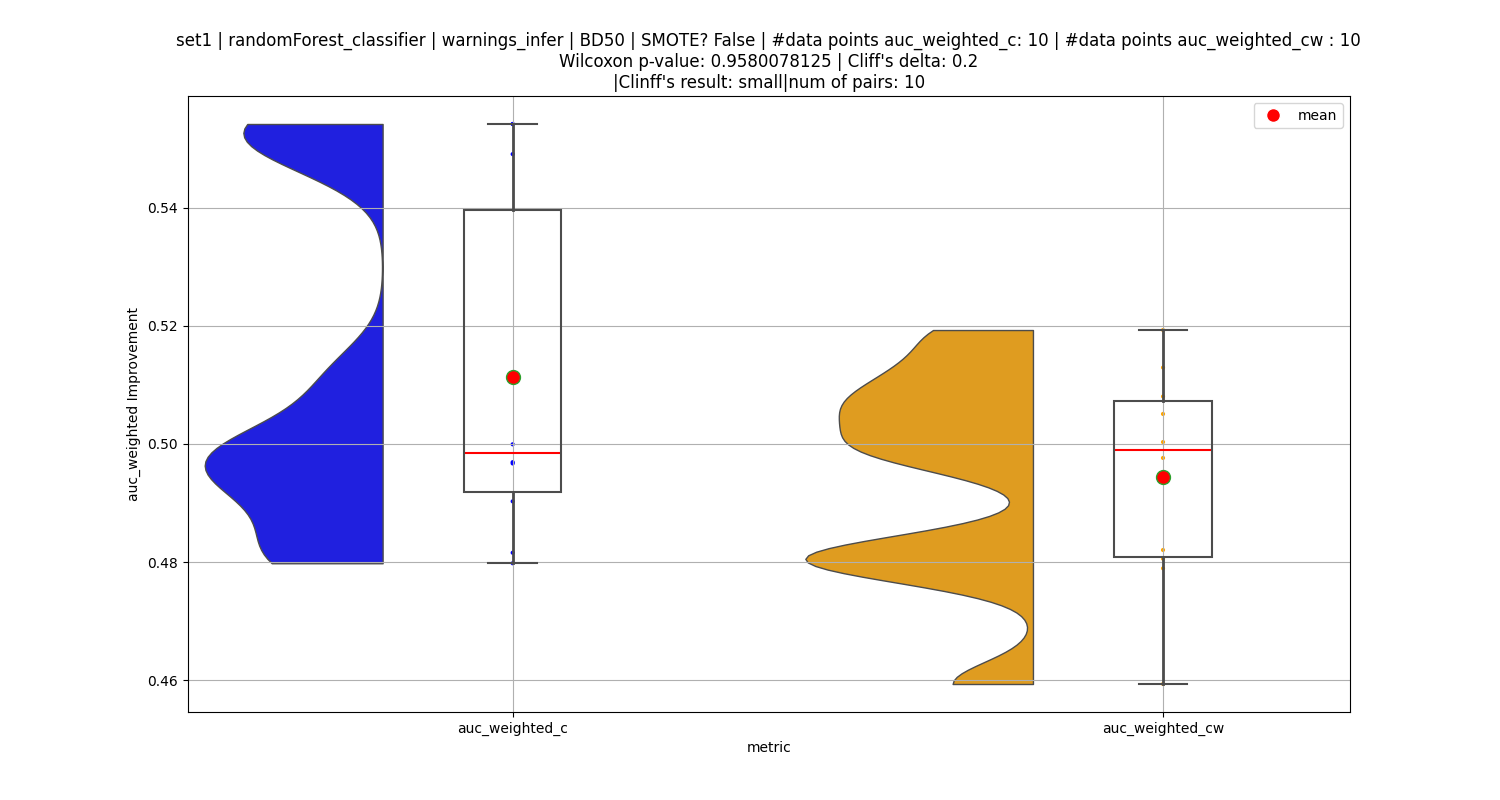 set1 | randomForest_classifier | warnings_infer | BD50 | SMOTE? False | #data points auc_weighted_c: 10 | #data points auc_weighted_cw : 10
Wilcoxon p-value: 0.9580078125 | Cliff's delta: 0.2
|Clinff's result: small|num of pairs: 10
mean
0.54
0.52
0.50
0.48
0.46
auc_weighted Improvement
auc_weighted_c
auc_weighted_cw
metric